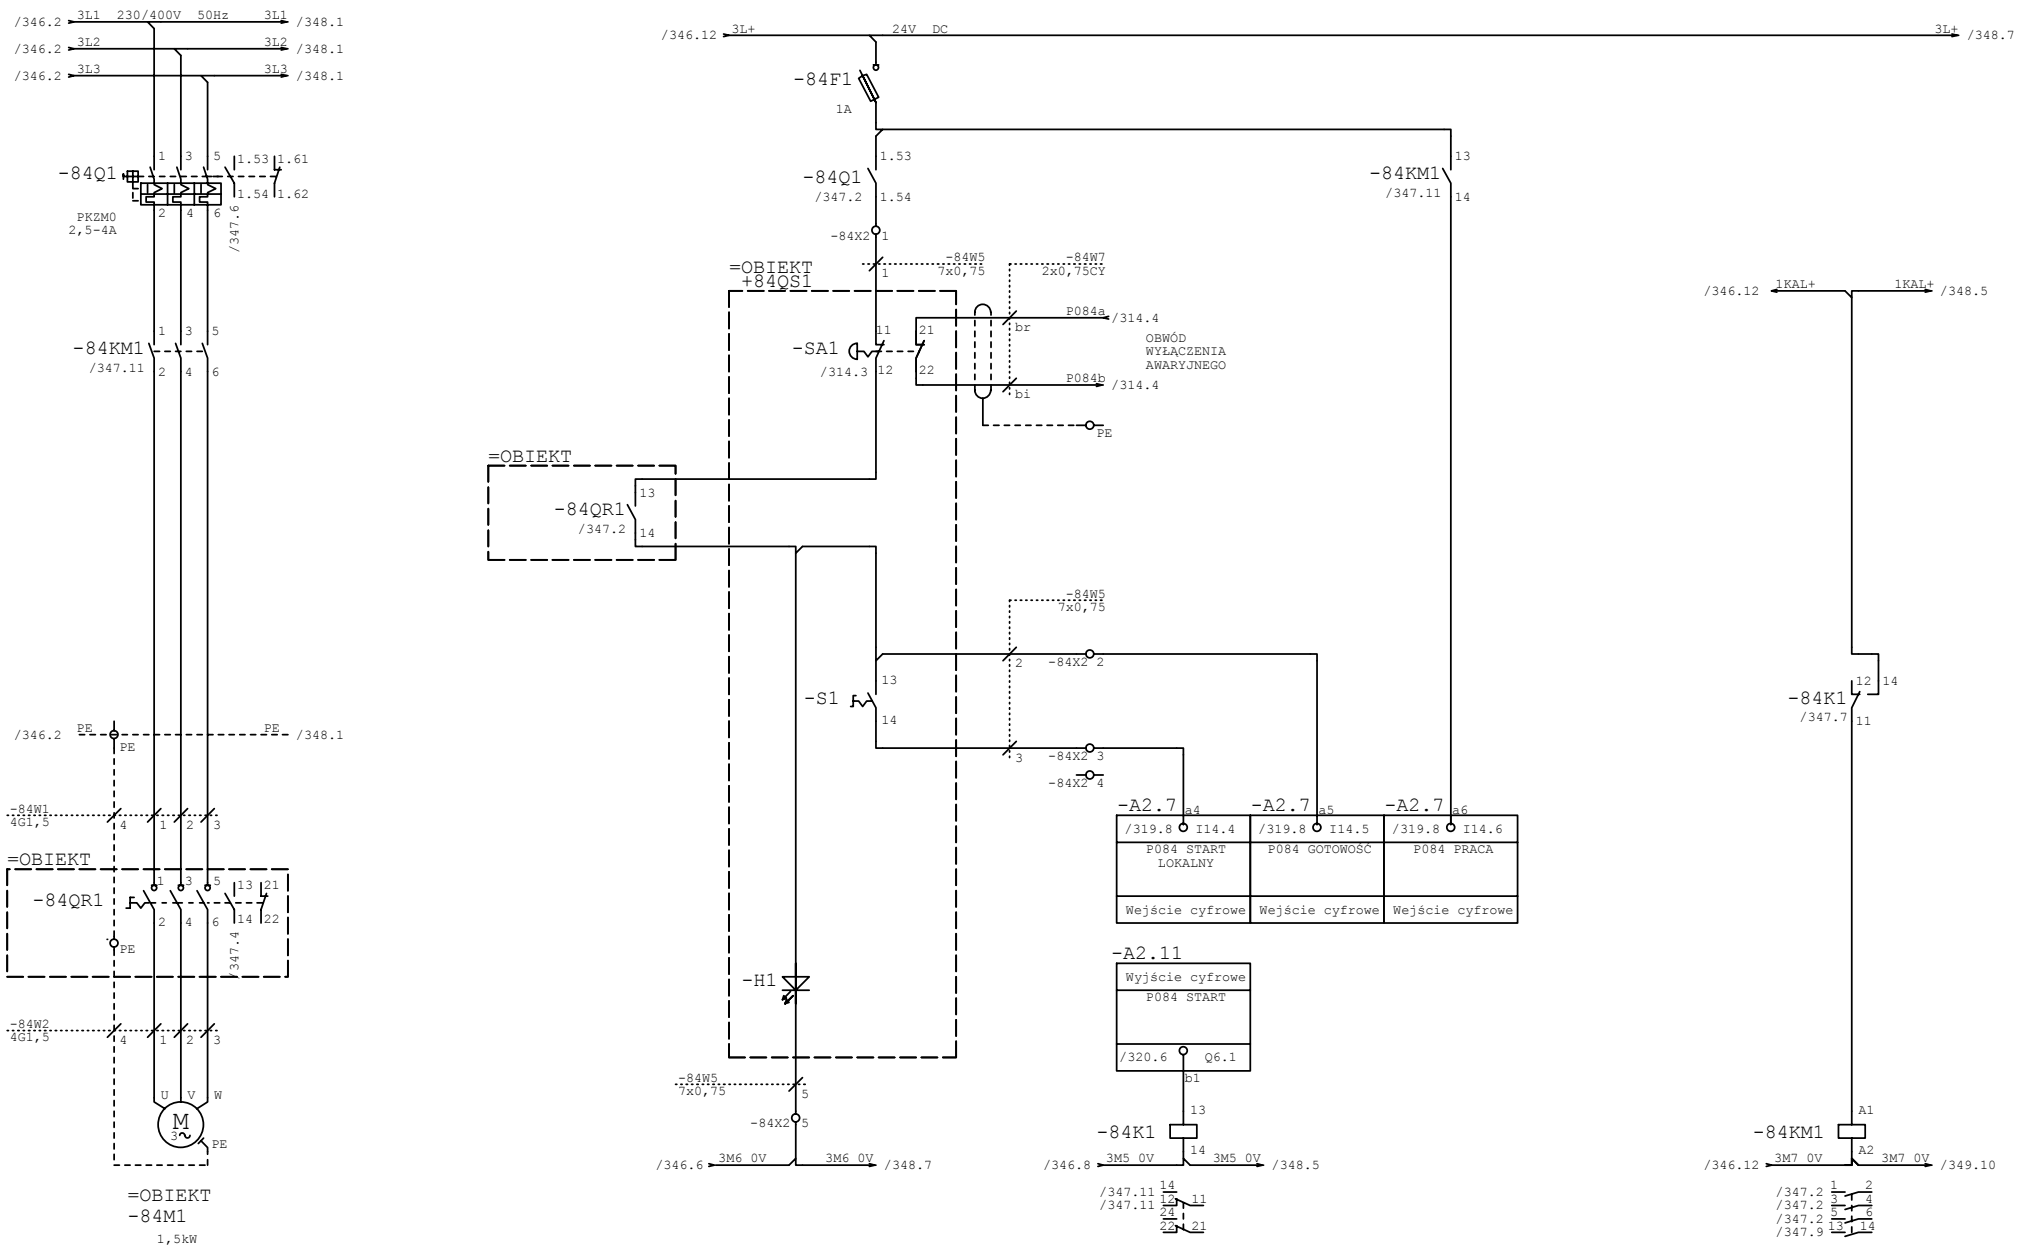 /346.2 3L1 230/400V 50Hz 3L1 /348.1
/346.2 3L2 3L2 /348.1
/346.2 3L3 3L3 /348.1
-84Q1
1 3 5 1.53 1.61
2 4 6 1.54 1.62
PKZM0
2,5-4A
/347.6
-84KM1
/347.11
1 3 5
2 4 6
/346.2 PE PE /348.1
PE
-84W1
4G1,5
4 1 2 3
=OBIEKT
-84QR1
1 3 5 13 21
2 4 6 14 22
PE
/347.4
-84W2
4G1,5
4 1 2 3
U V W
M
3
PE
=OBIEKT
-84M1
1,5kW
/346.12 3L+ 24V DC 3L+ /348.7
-84F1
1A
-84Q1
/347.2
1.53
1.54
-84X2 1
-84W5
7x0,75
1
=OBIEKT
+84QS1
-84W7
2x0,75CY
P084a /314.4
br
OBWÓD
WYŁĄCZENIA
AWARYJNEGO
-SA1
/314.3
11 21
12 22
P084b /314.4
bi
PE
=OBIEKT
-84QR1
/347.2
13
14
-84W5
7x0,75
2
-84X2 2
-S1
13
14
3
-84X2 3
-84X2 4
-84KM1
/347.11
13
14
-A2.7 a4 -A2.7 a5 -A2.7 a6
/319.8 I14.4 /319.8 I14.5 /319.8 I14.6
P084 START
LOKALNY
P084 GOTOWOŚĆ
P084 PRACA
Wejście cyfrowe Wejście cyfrowe Wejście cyfrowe
-H1
-84W5
7x0,75
5
-84X2 5
/346.6 3M6 0V 3M6 0V /348.7
-A2.11
Wyjście cyfrowe
P084 START
/320.6 Q6.1
b1
-84K1
13
14
/346.8 3M5 0V 3M5 0V /348.5
/347.11 14
/347.11 12 11
24
22 21
/346.12 1KAL+ 1KAL+ /348.5
-84K1
/347.7
12 14
11
-84KM1
A1
A2
/346.12 3M7 0V 3M7 0V /349.10
/347.2 1 2
/347.2 3 4
/347.2 5 6
/347.9 13 14